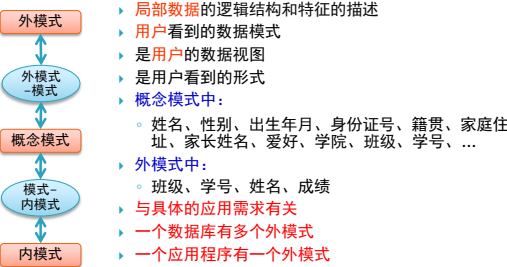 外模式
外模式
-模式
概念模式
模式-
内模式
内模式
局部数据的逻辑结构和特征的描述
用户看到的数据模式
是用户的数据视图
是用户看到的形式
概念模式中：
姓名、性别、出生年月、身份证号、籍贯、家庭住
址、家长姓名、爱好、学院、班级、学号、...
外模式中：
班级、学号、姓名、成绩
与具体的应用需求有关
一个数据库有多个外模式
一个应用程序有一个外模式